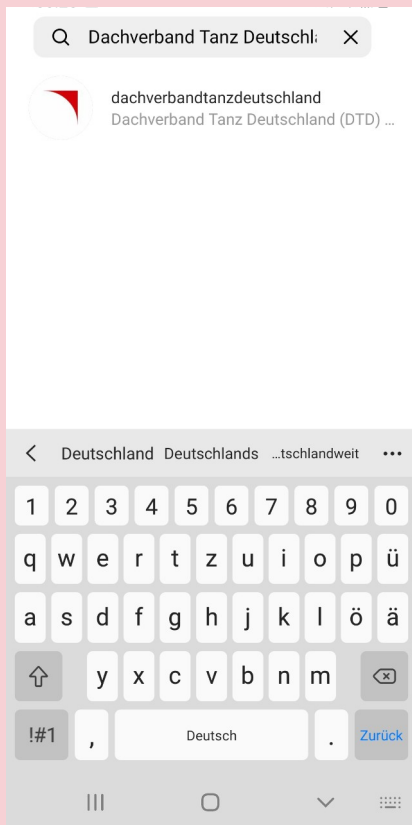 Dachverband Tanz Deutschl
dachverbandtanzdeutschland
Dachverband Tanz Deutschland (DTD) ...
Deutschland Deutschlands ...tschlandweit
1 2 3 4 5 6 7 8 9 0
q w e r t z u i o p ü
a s d f g h j k l ö ä
y x c v b n m
!#1 , Deutsch . Zurück